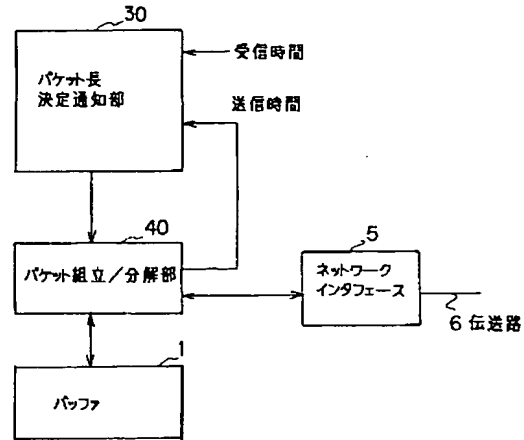 30
パケット長
決定通知部
受信時間
送信時間
40
パケット組立/分解部
5
ネットワーク
インタフェース
6 伝送路
1
バッファ